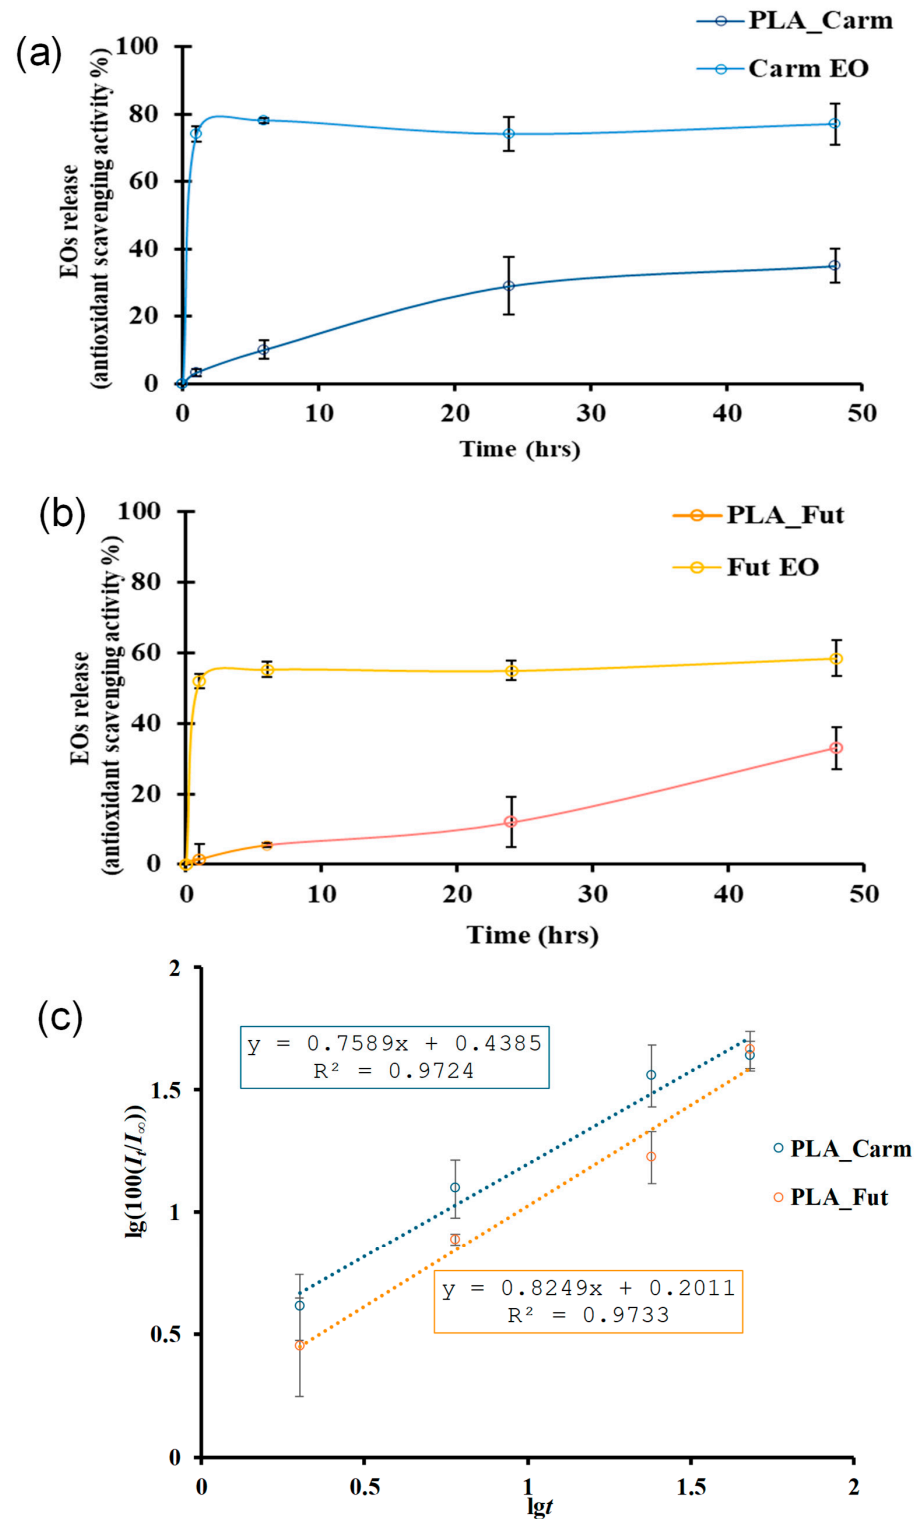 (a)
PLA_Carm
Carm EO
EOs release
(antioxidant scavenging activity %)
100
80
60
40
20
0
0 10 20 30 40 50
Time (hrs)
(b)
PLA_Fut
Fut EO
EOs release
(antioxidant scavenging activity %)
100
80
60
40
20
0
0 10 20 30 40 50
Time (hrs)
(c)
lg(100(It/I∞))
2
1.5
1
0.5
0
y = 0.7589x + 0.4385
R² = 0.9724
PLA_Carm
PLA_Fut
y = 0.8249x + 0.2011
R² = 0.9733
0 0.5 1 1.5 2
lgt